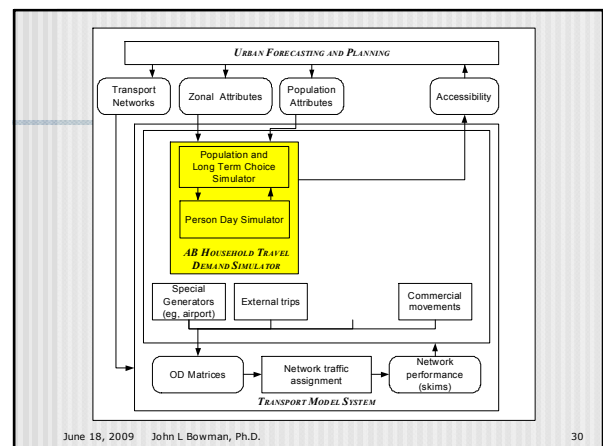 URBAN FORECASTING AND PLANNING
Transport
Networks
Zonal Attributes
Population
Attributes
Accessibility
Population and
Long Term Choice
Simulator
Person Day Simulator
AB HOUSEHOLD TRAVEL
DEMAND SIMULATOR
Special
Generators
(eg, airport)
External trips
Commercial
movements
OD Matrices
Network traffic
assignment
Network
performance
(skims)
TRANSPORT MODEL SYSTEM
June 18, 2009 John L Bowman, Ph.D. 30